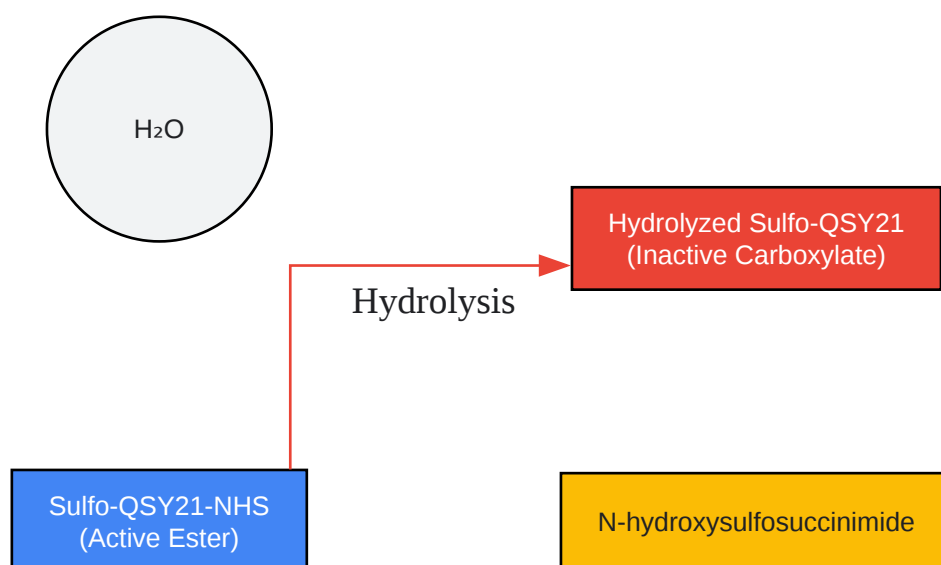 H₂O
Hydrolyzed Sulfo-QSY21
(Inactive Carboxylate)
Hydrolysis
Sulfo-QSY21-NHS
(Active Ester)
N-hydroxysulfosuccinimide